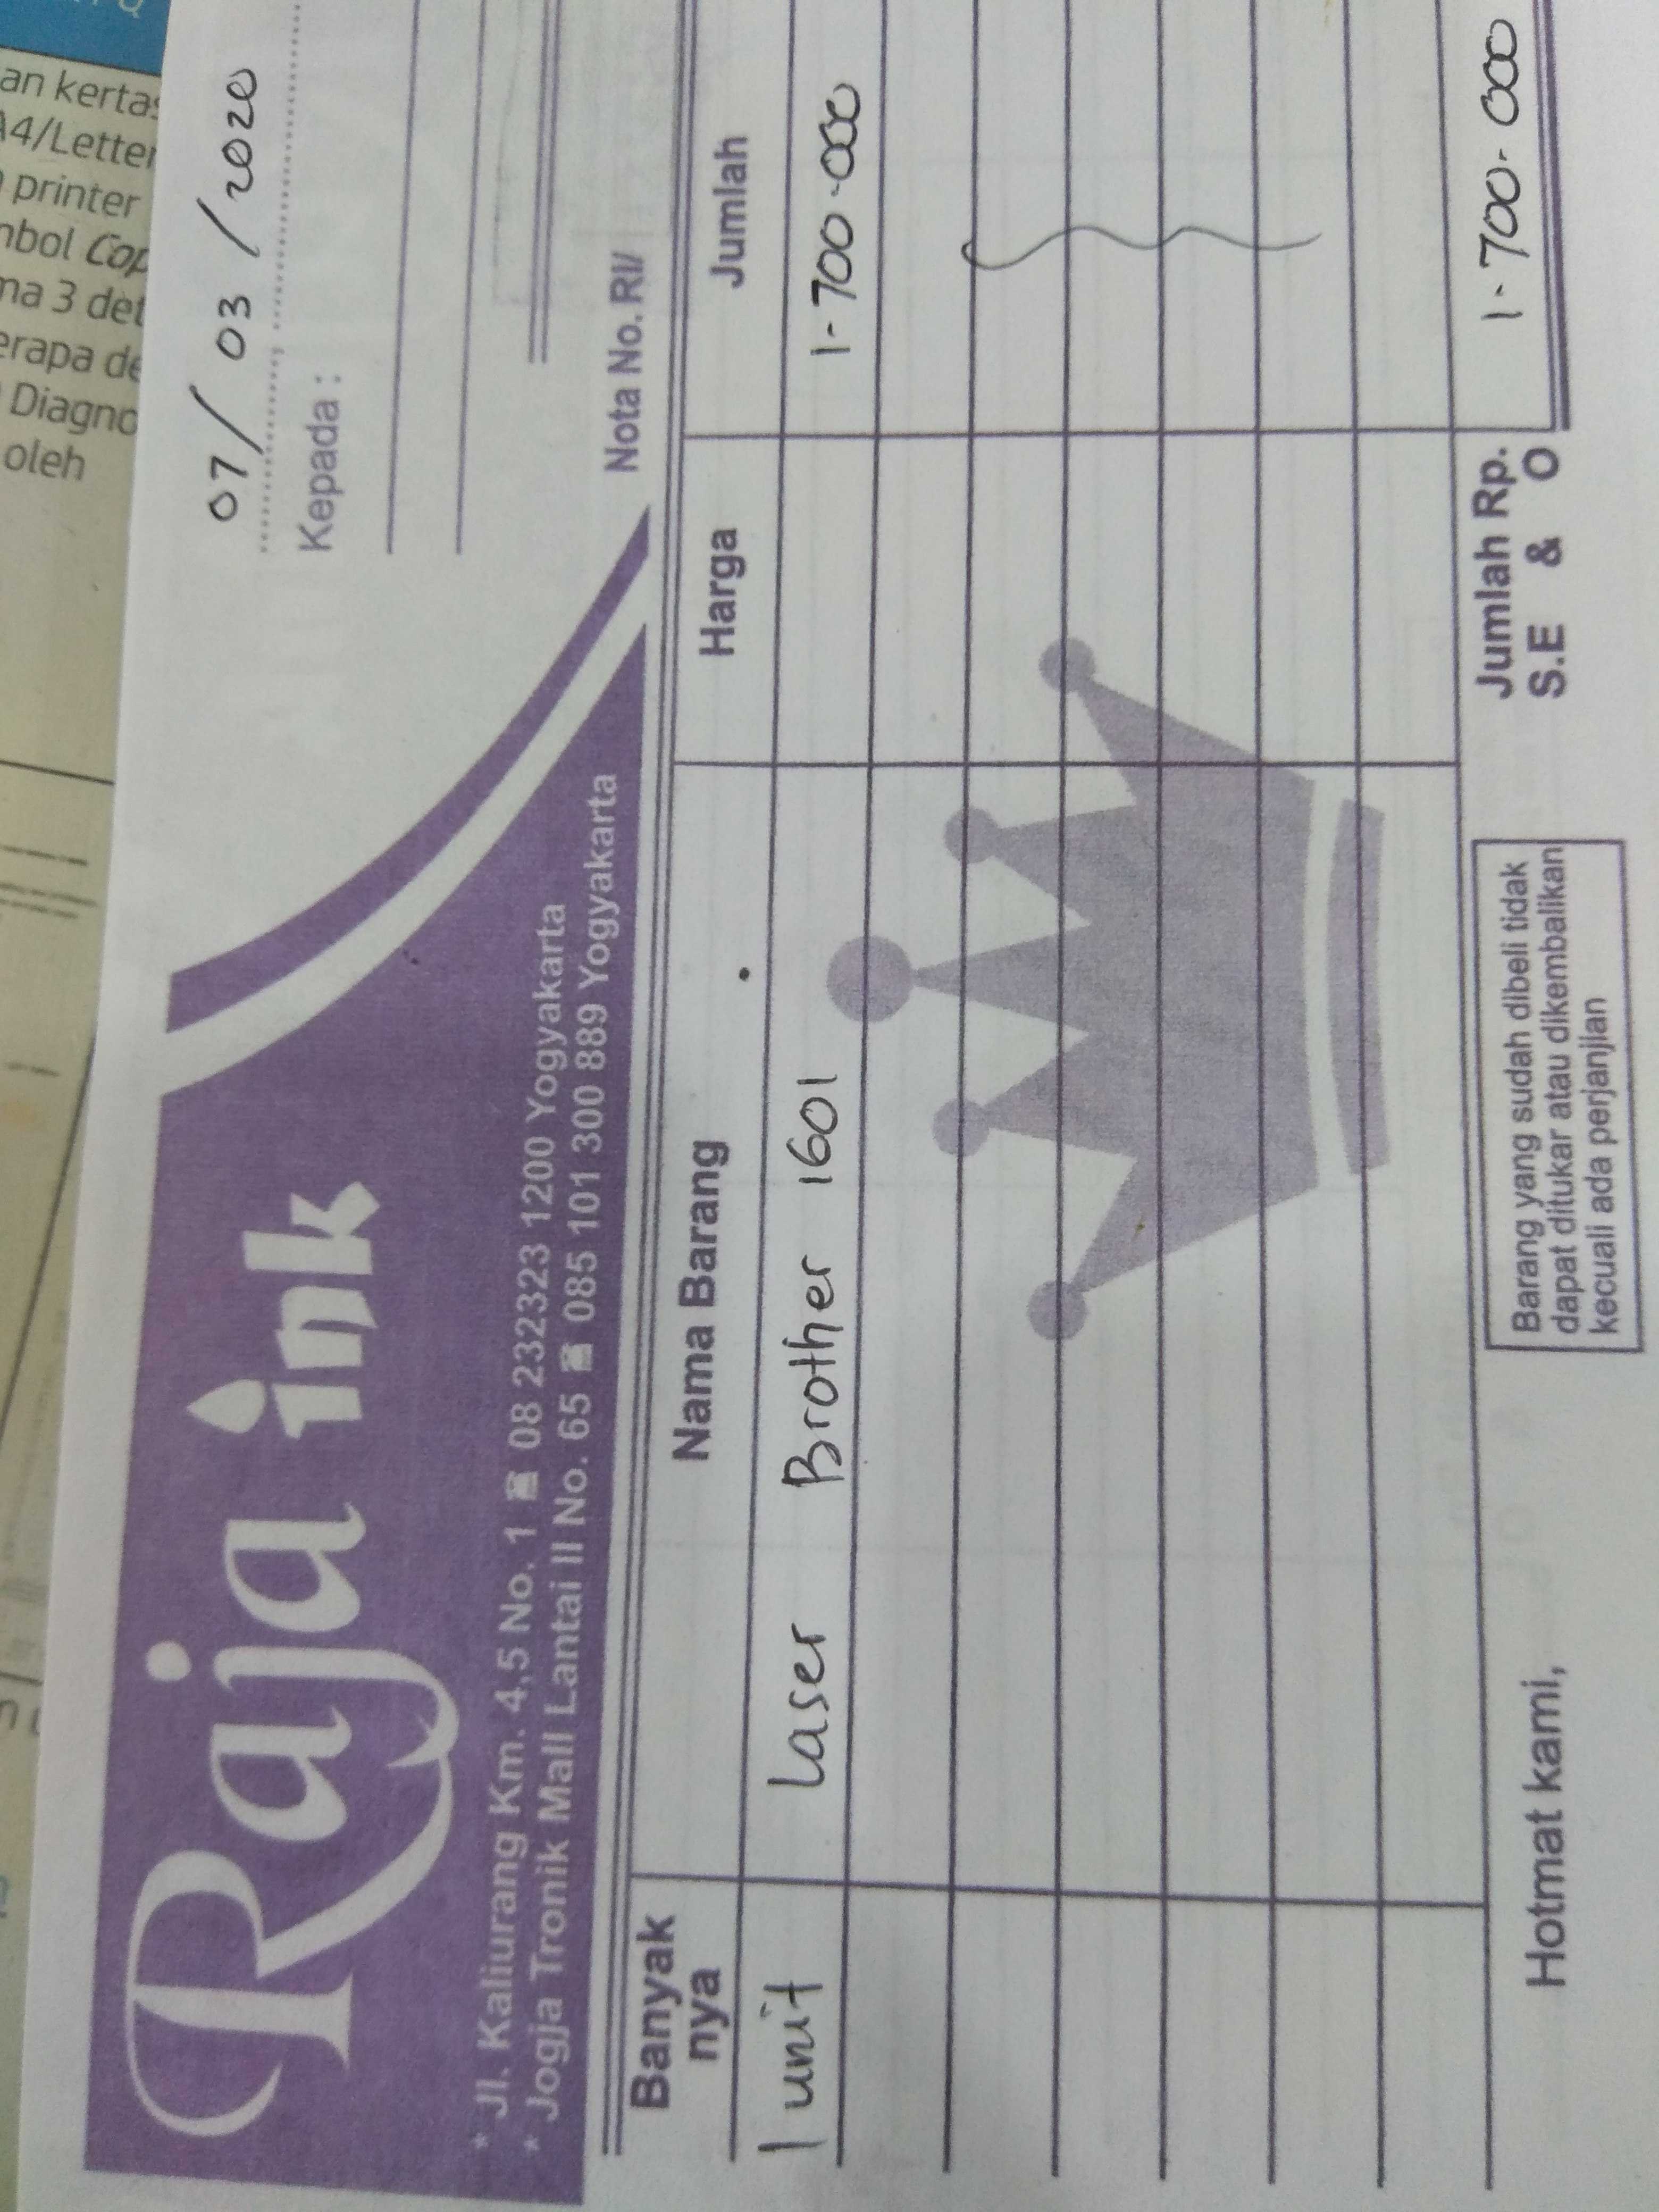 an kertas
A4/Letter
printer
mbol Cop
ma 3 det
erapa de
Diagno
oleh
Raja ink
* Jl. Kaliurang Km. 4,5 No. 1 ☎ 08 232323 1200 Yogyakarta
* Jogja Tronik Mall Lantai II No. 65 ☎ 085 101 300 889 Yogyakarta
07/03/2020
Kepada :
Nota No. RI/
Banyak nya Nama Barang Harga Jumlah
1 unit Laser Brother 1601 1-700-000
Jumlah Rp. 1-700-000
S.E & O
Barang yang sudah dibeli tidak
dapat ditukar atau dikembalikan
kecuali ada perjanjian
Hotmat kami,